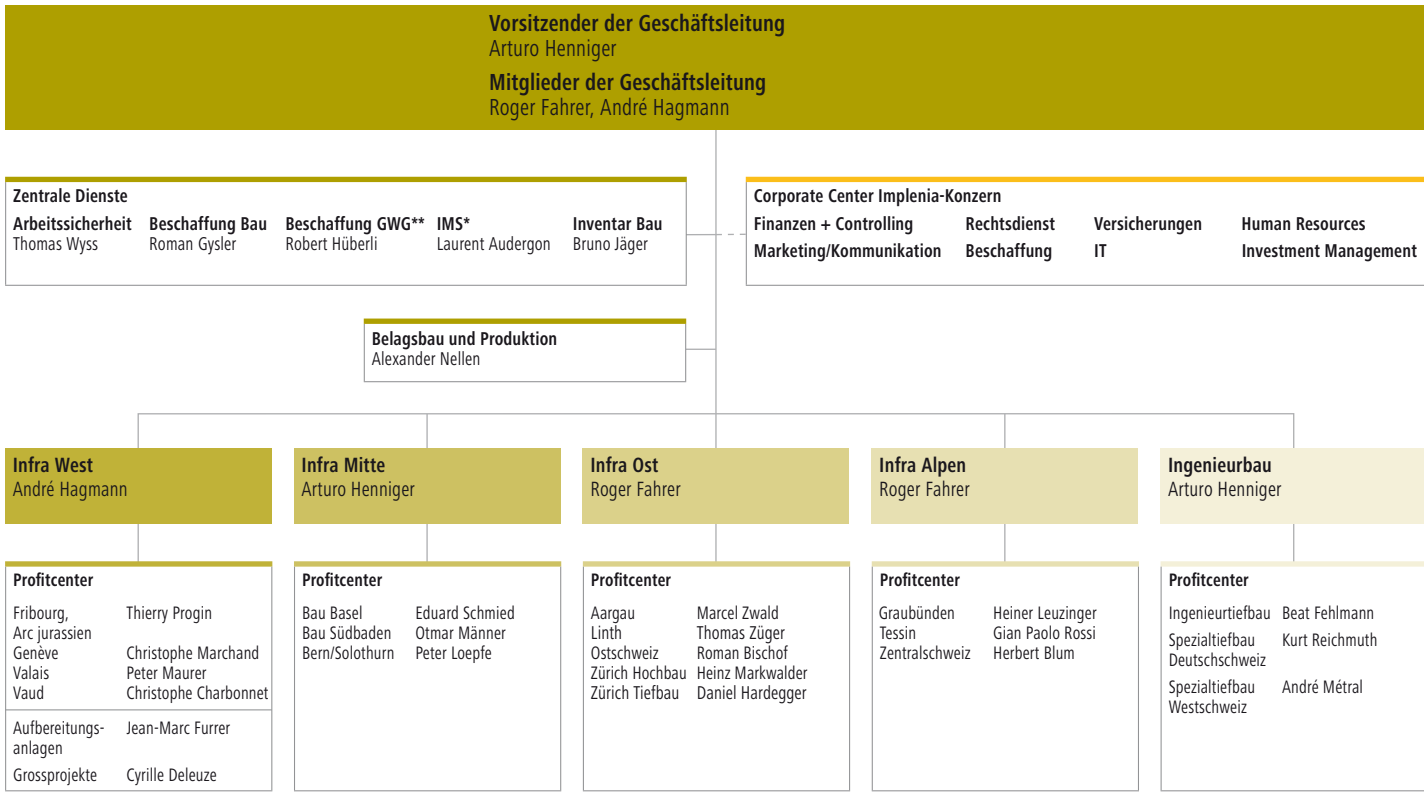 Vorsitzender der Geschäftsleitung
Arturo Henniger
Mitglieder der Geschäftsleitung
Roger Fahrer, André Hagmann
Zentrale Dienste
Arbeitssicherheit
Thomas Wyss
Beschaffung Bau
Roman Gysler
Beschaffung GWG**
Robert Hüberli
IMS*
Laurent Audergon
Inventar Bau
Bruno Jäger
Corporate Center Implenia-Konzern
Finanzen + Controlling
Rechtsdienst
Versicherungen
Human Resources
Marketing/Kommunikation
Beschaffung
IT
Investment Management
Belagsbau und Produktion
Alexander Nellen
Infra West
André Hagmann
Profitcenter
Fribourg, Thierry Progin
Arc jurassien
Genève Christophe Marchand
Valais Peter Maurer
Vaud Christophe Charbonnet
Aufbereitungs- Jean-Marc Furrer
anlagen
Grossprojekte Cyrille Deleuze
Infra Mitte
Arturo Henniger
Profitcenter
Bau Basel Eduard Schmied
Bau Südbaden Otmar Männer
Bern/Solothurn Peter Loepfe
Infra Ost
Roger Fahrer
Profitcenter
Aargau Marcel Zwald
Linth Thomas Züger
Ostschweiz Roman Bischof
Zürich Hochbau Heinz Markwalder
Zürich Tiefbau Daniel Hardegger
Infra Alpen
Roger Fahrer
Profitcenter
Graubünden Heiner Leuzinger
Tessin Gian Paolo Rossi
Zentralschweiz Herbert Blum
Ingenieurbau
Arturo Henniger
Profitcenter
Ingenieurtiefbau Beat Fehlmann
Spezialtiefbau Kurt Reichmuth
Deutschschweiz
Spezialtiefbau André Métral
Westschweiz